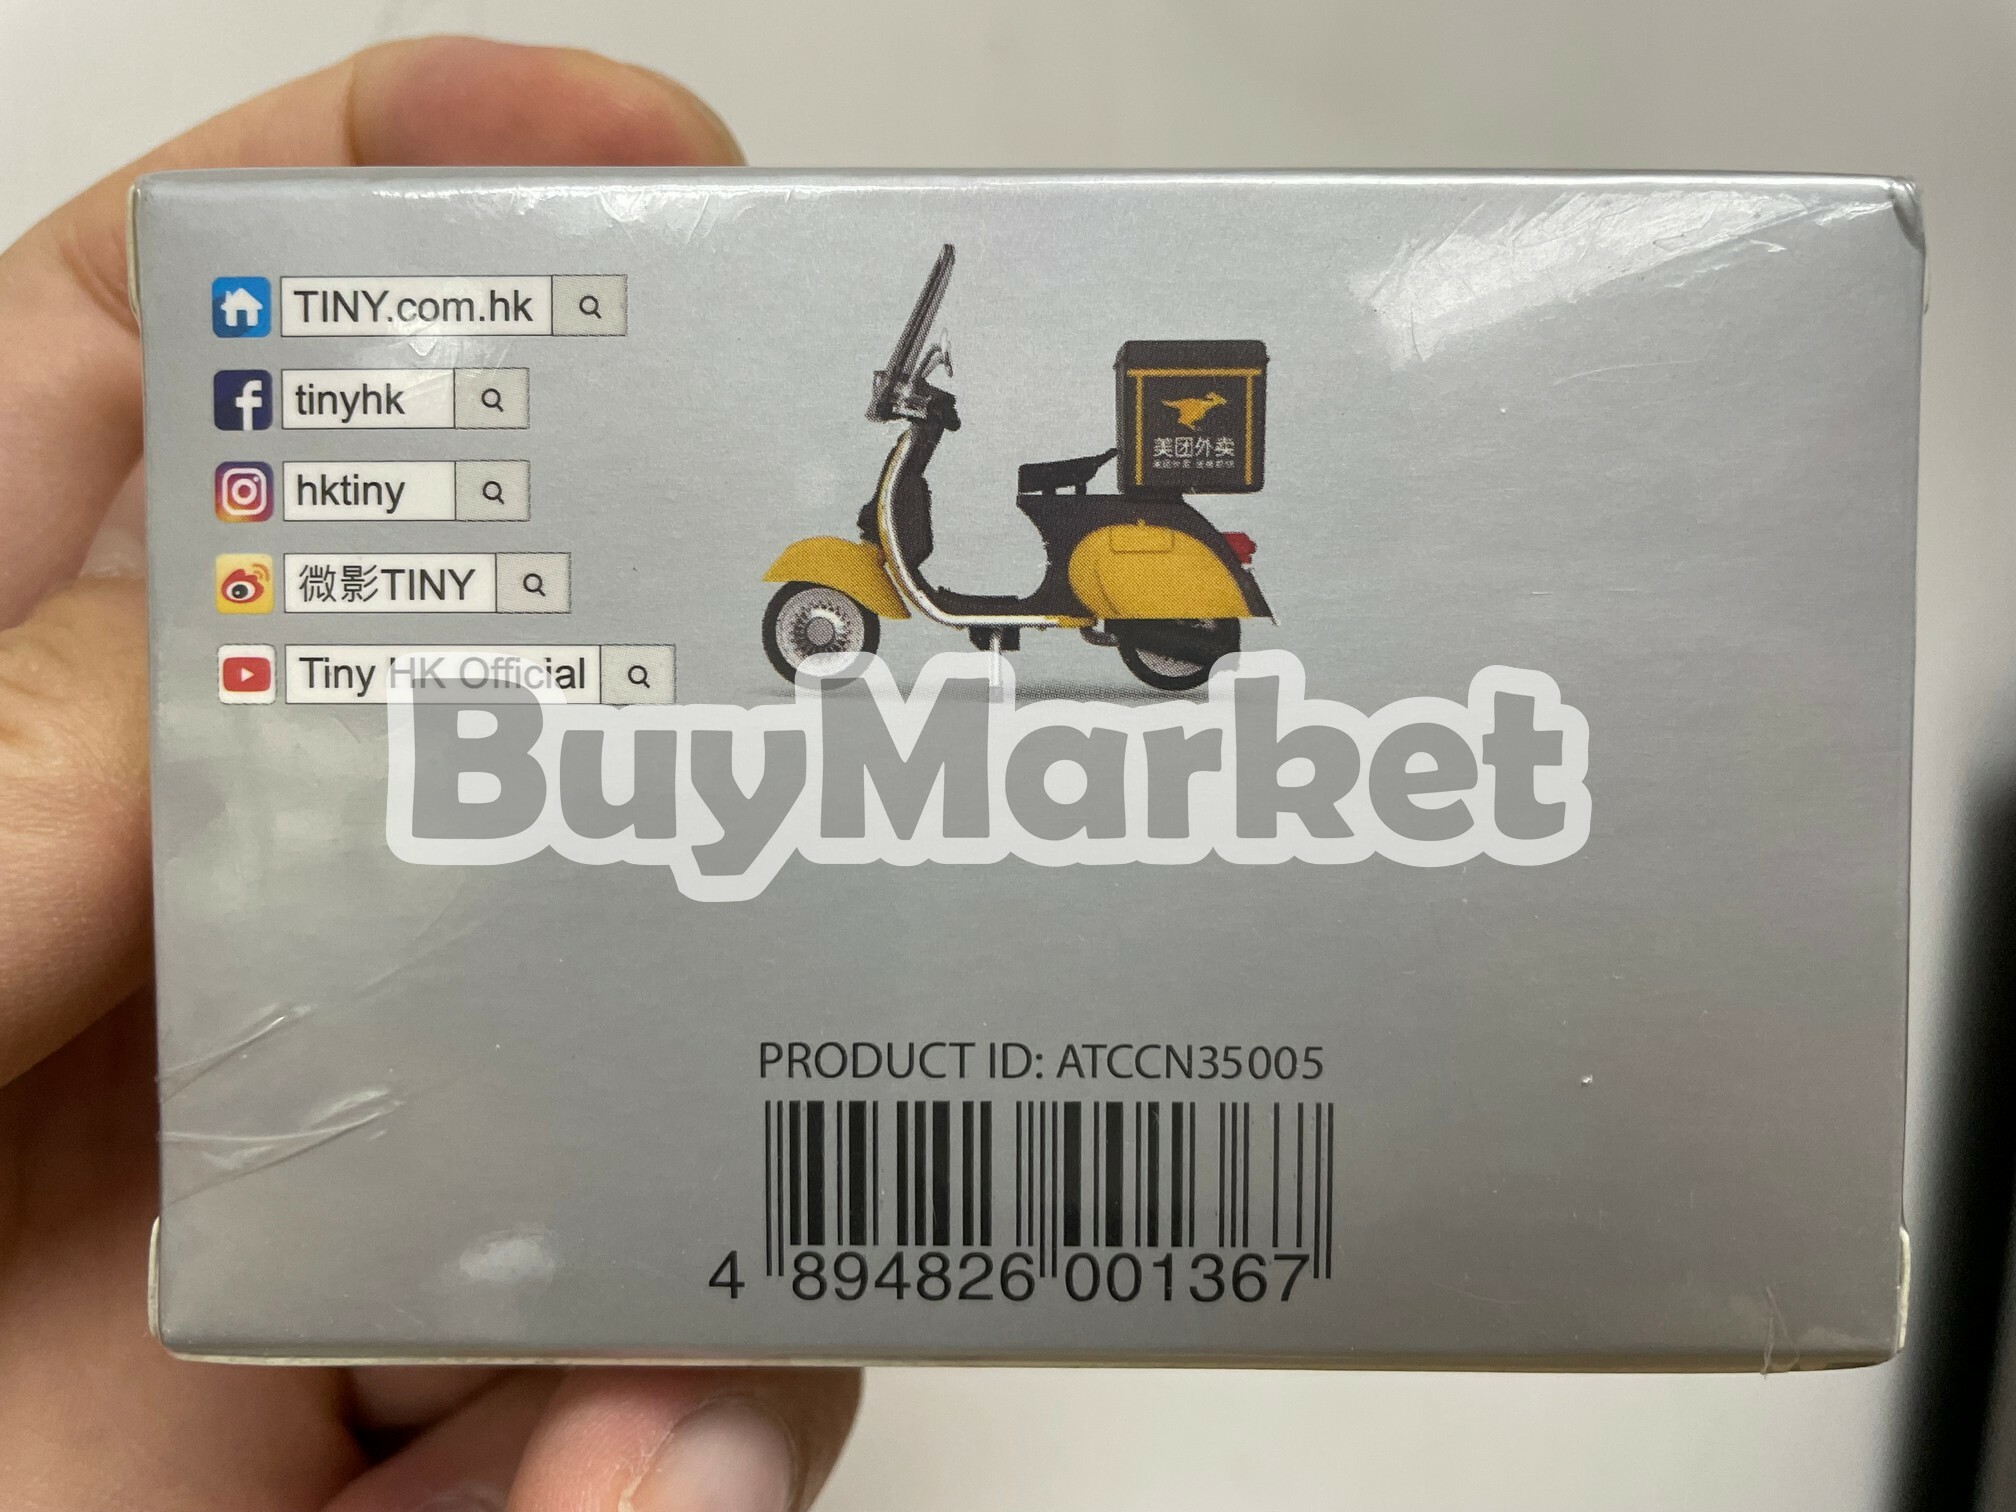 TINY.com.hk
tinyhk
hktiny
微影TINY
Tiny HK Official
美团外卖
BuyMarket
PRODUCT ID: ATCCN35005
4 894826 001367